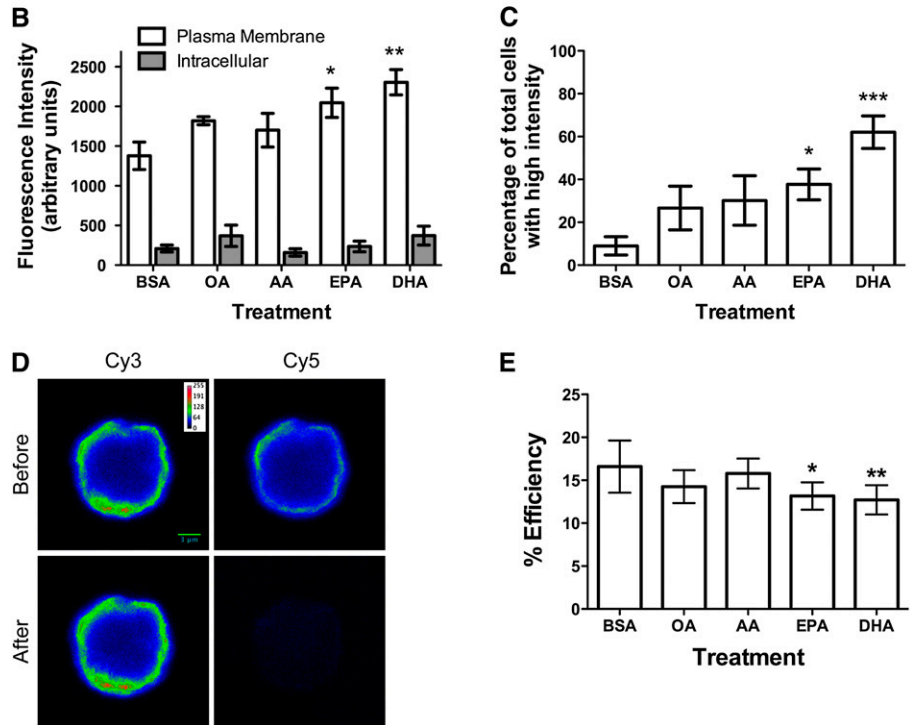 B
Plasma Membrane
Intracellular
Fluorescence Intensity
(arbitrary units)
2500
2000
1500
1000
500
0
*
**
BSA OA AA EPA DHA
Treatment
C
Percentage of total cells
with high intensity
100
80
60
40
20
0
*
***
BSA OA AA EPA DHA
Treatment
D
Cy3 Cy5
Before
255
191
128
64
0
1 µm
After
E
% Efficiency
25
20
15
10
5
0
*
**
BSA OA AA EPA DHA
Treatment